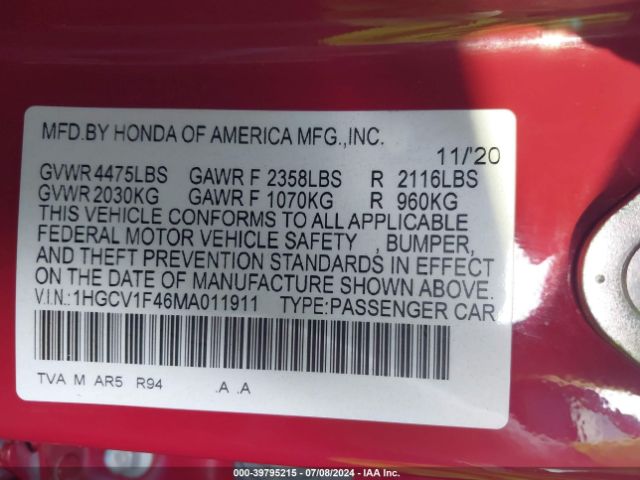 MFD.BY HONDA OF AMERICA MFG.,INC.
11/'20
GVWR 4475LBS GAWR F 2358LBS R 2116LBS
GVWR 2030KG GAWR F 1070KG R 960KG
THIS VEHICLE CONFORMS TO ALL APPLICABLE
FEDERAL MOTOR VEHICLE SAFETY , BUMPER,
AND THEFT PREVENTION STANDARDS IN EFFECT
ON THE DATE OF MANUFACTURE SHOWN ABOVE.
V.I.N.:1HGCV1F46MA011911 TYPE:PASSENGER CAR
TVA M AR5 R94 .A .A
© IAAI - 39795215 - 07/08/2024 - IAA Inc.